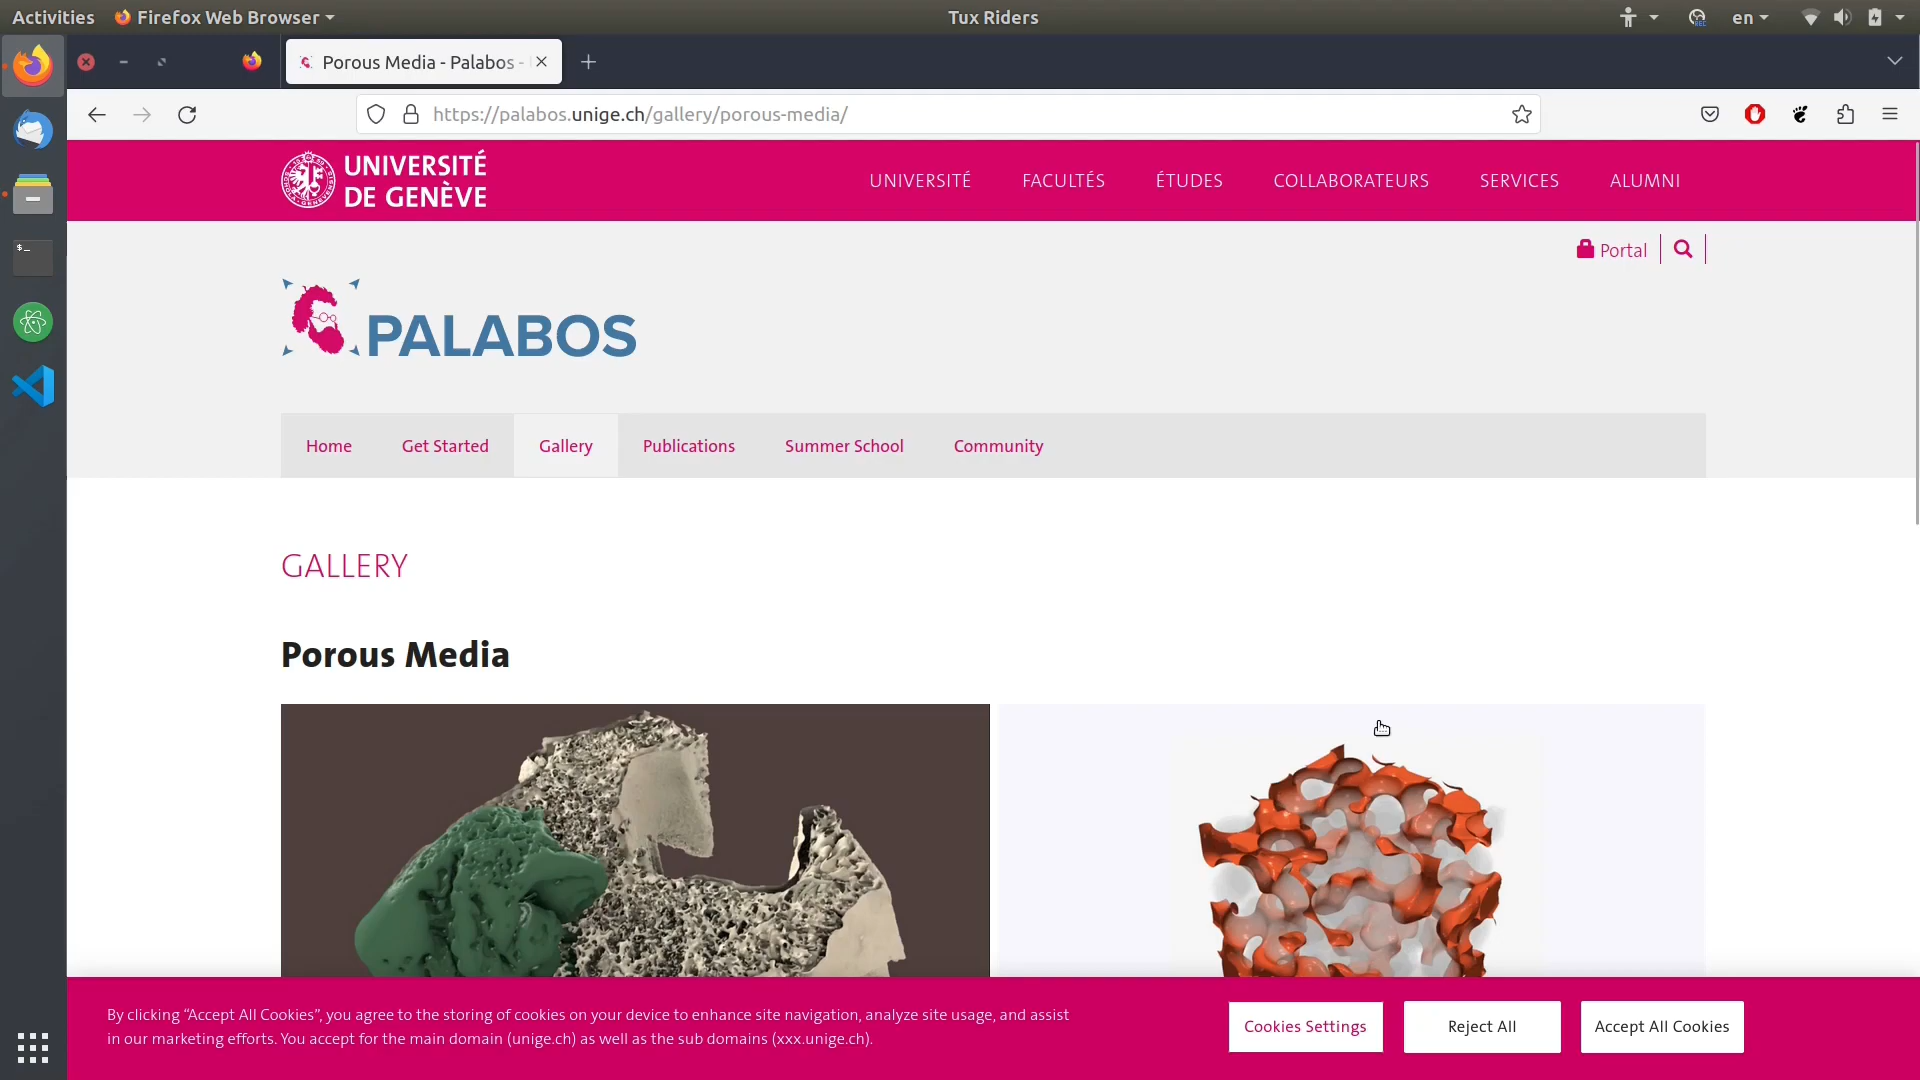 Activities Firefox Web Browser Tux Riders en
Porous Media - Palabos -
https://palabos.unige.ch/gallery/porous-media/
UNIVERSITÉ
DE GENÈVE
UNIVERSITÉ FACULTÉS ÉTUDES COLLABORATEURS SERVICES ALUMNI
Portal
PALABOS
Home Get Started Gallery Publications Summer School Community
GALLERY
Porous Media
By clicking “Accept All Cookies”, you agree to the storing of cookies on your device to enhance site navigation, analyze site usage, and assist
in our marketing efforts. You accept for the main domain (unige.ch) as well as the sub domains (xxx.unige.ch).
Cookies Settings Reject All Accept All Cookies